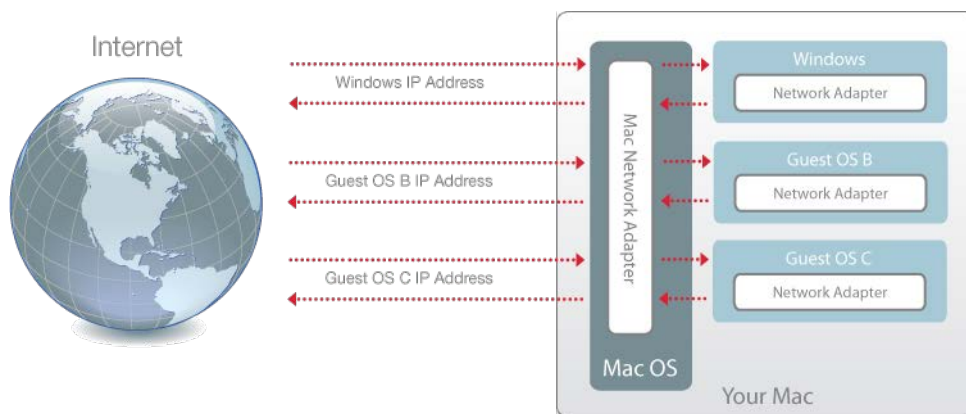 Internet
Windows IP Address
Guest OS B IP Address
Guest OS C IP Address
Mac Network Adapter
Mac OS
Windows
Network Adapter
Guest OS B
Network Adapter
Guest OS C
Network Adapter
Your Mac